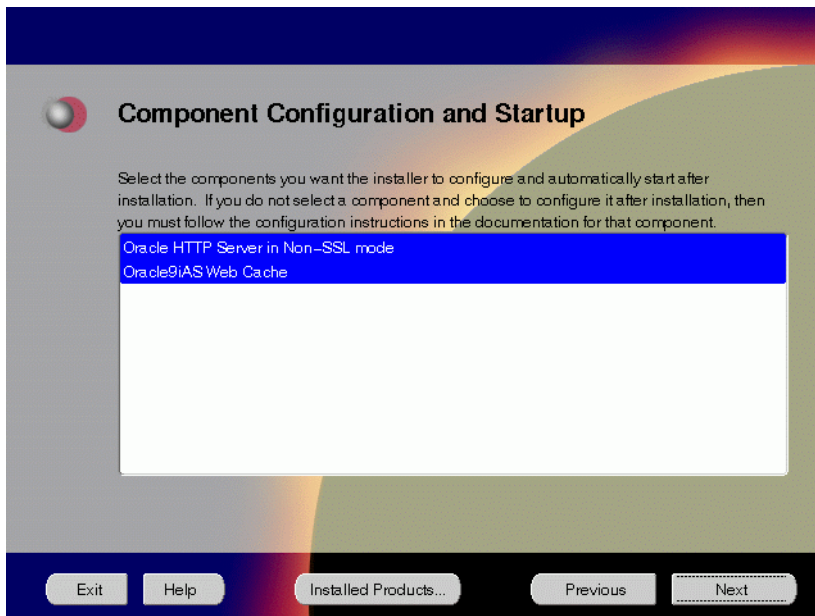 Component Configuration and Startup
Select the components you want the installer to configure and automatically start after
installation. If you do not select a component and choose to configure it after installation, then
you must follow the configuration instructions in the documentation for that component.
Oracle HTTP Server in Non–SSL mode
Oracle9iAS Web Cache
Exit
Help
Installed Products...
Previous
Next